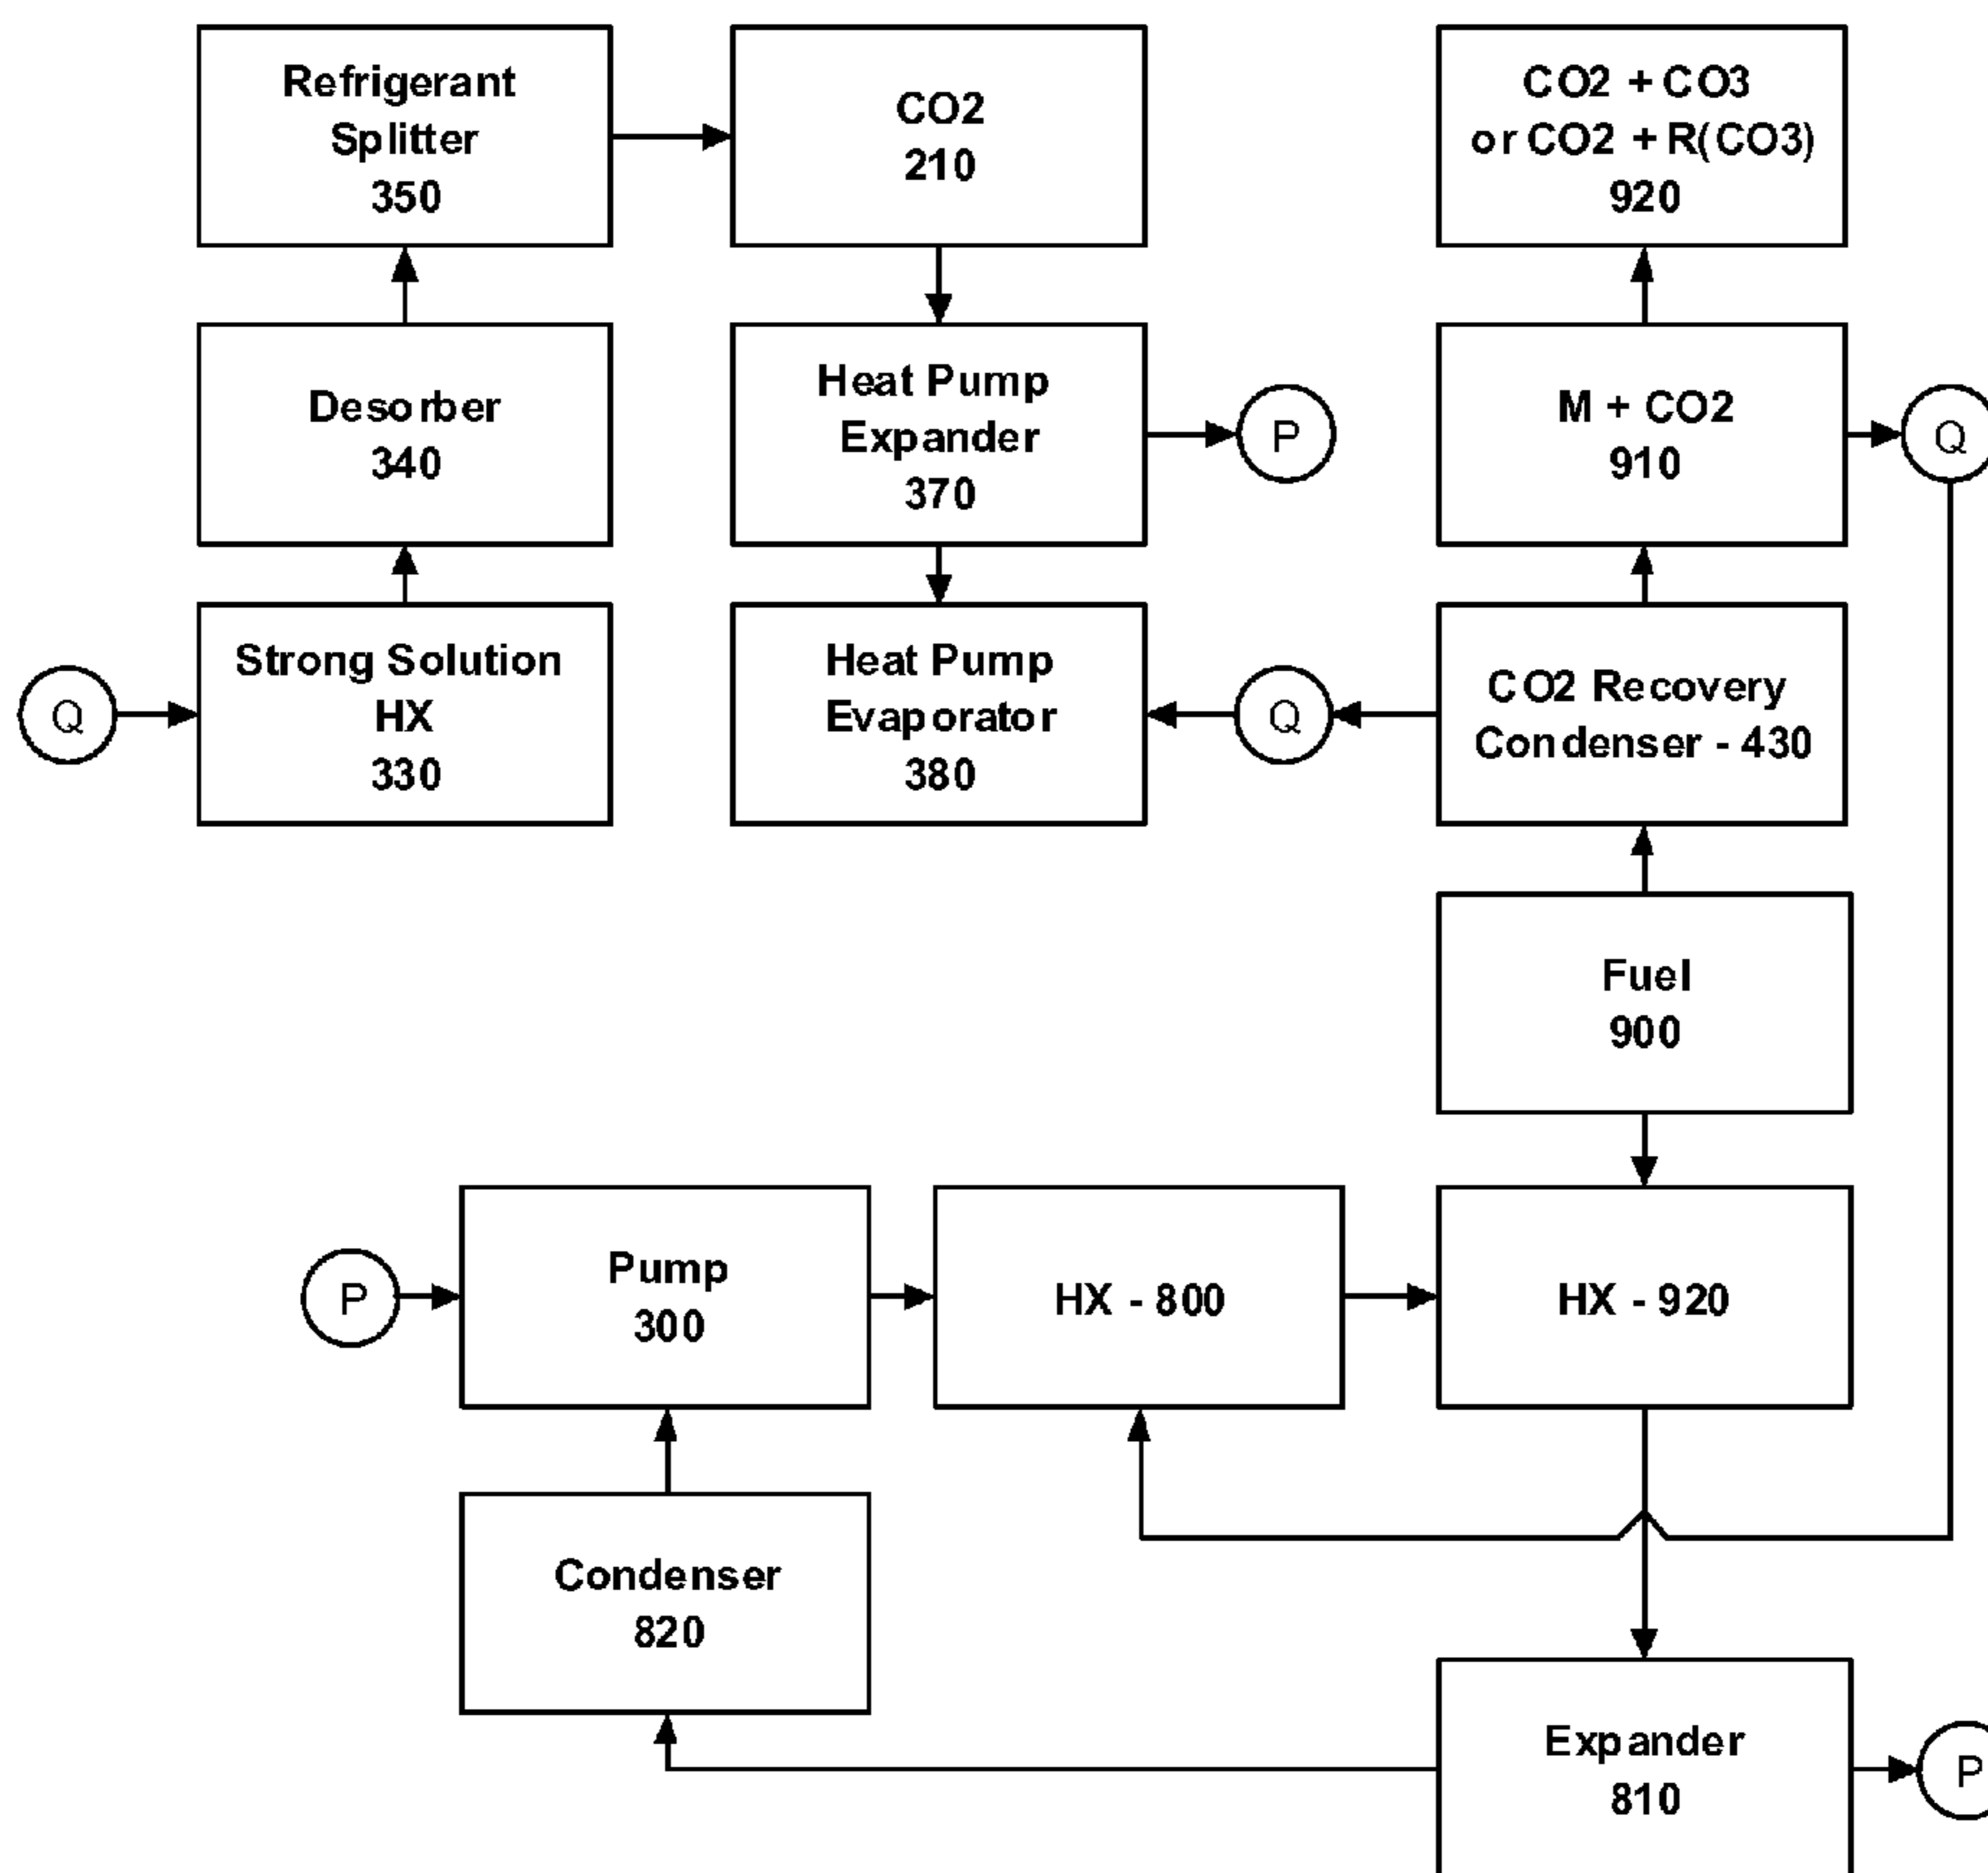 Refrigerant
Splitter
350
CO2
210
CO2 + CO3
or CO2 + R(CO3)
920
Desorber
340
Heat Pump
Expander
370
P
M + CO2
910
Q
Q
Strong Solution
HX
330
Heat Pump
Evaporator
380
Q
CO2 Recovery
Condenser - 430
Fuel
900
P
Pump
300
HX - 800
HX - 920
Condenser
820
Expander
810
P